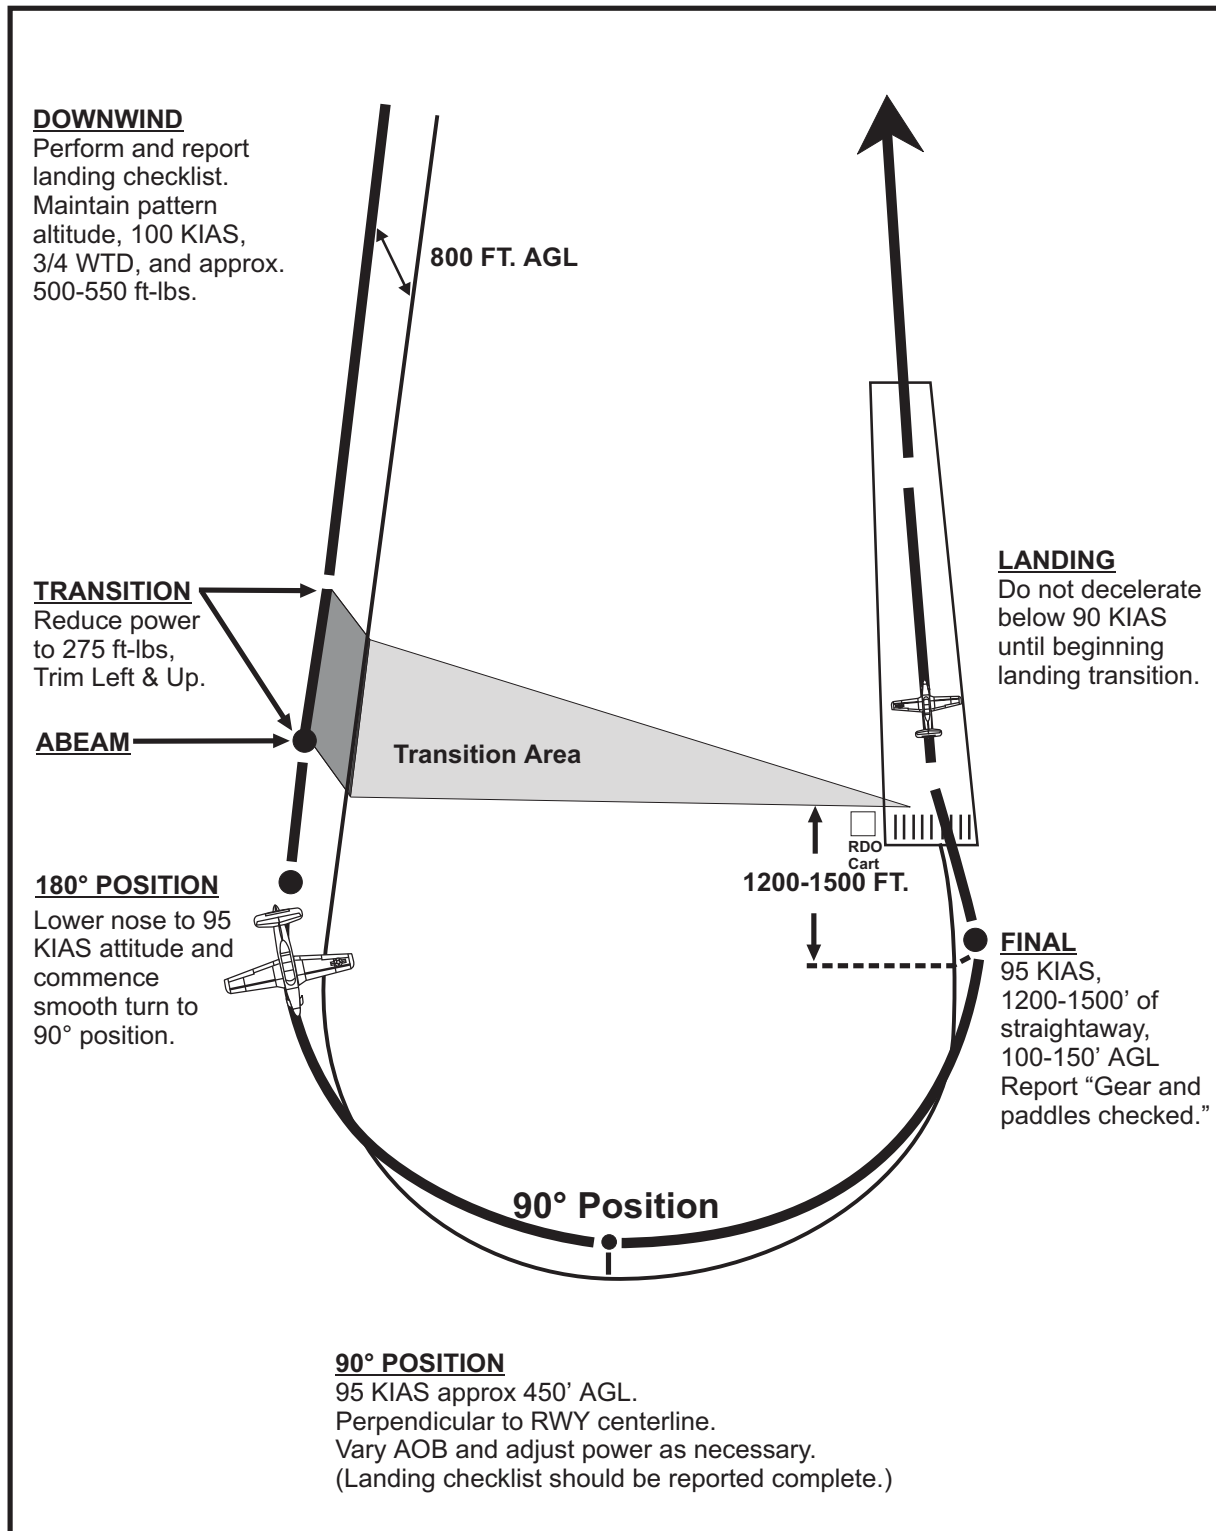 DOWNWIND
Perform and report
landing checklist.
Maintain pattern
altitude, 100 KIAS,
3/4 WTD, and approx.
500-550 ft-lbs.
800 FT. AGL
TRANSITION
Reduce power
to 275 ft-lbs,
Trim Left & Up.
ABEAM
LANDING
Do not decelerate
below 90 KIAS
until beginning
landing transition.
Transition Area
RDO
Cart
1200-1500 FT.
180° POSITION
Lower nose to 95
KIAS attitude and
commence
smooth turn to
90° position.
FINAL
95 KIAS,
1200-1500’ of
straightaway,
100-150’ AGL
Report “Gear and
paddles checked.”
90° Position
90° POSITION
95 KIAS approx 450’ AGL.
Perpendicular to RWY centerline.
Vary AOB and adjust power as necessary.
(Landing checklist should be reported complete.)